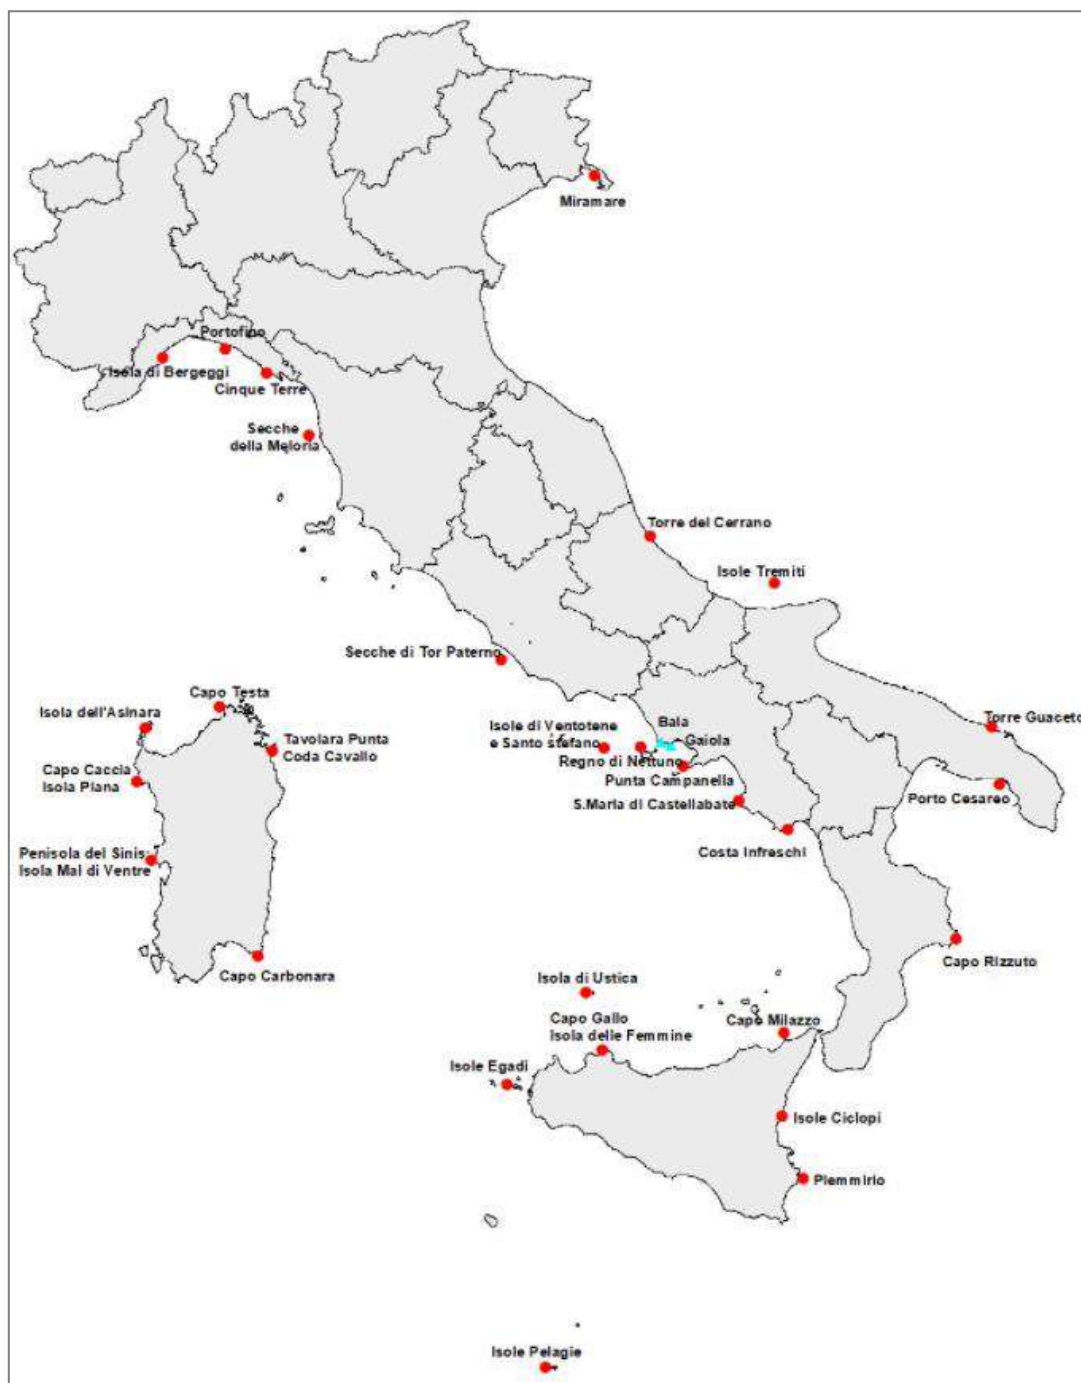 Miramare
Portofino
Isola di Bergeggi
Cinque Terre
Secche
della Meloria
Torre del Cerrano
Isole Tremiti
Secche di Tor Paterno
Capo Testa
Isola dell'Asinara
Tavolara Punta
Coda Cavallo
Capo Caccia
Isola Piana
Penisola del Sinis-
Isola Mal di Ventre
Capo Carbonara
Isole di Ventotene
e Santo stefano
Baia
Gaiola
Regno di Nettuno
Punta Campanella
S.Maria di Castellabate
Costa Infreschi
Torre Guaceto
Porto Cesareo
Capo Rizzuto
Isola di Ustica
Capo Gallo
Isola delle Femmine
Capo Milazzo
Isole Egadi
Isole Ciclopi
Plemmirio
Isole Pelagie